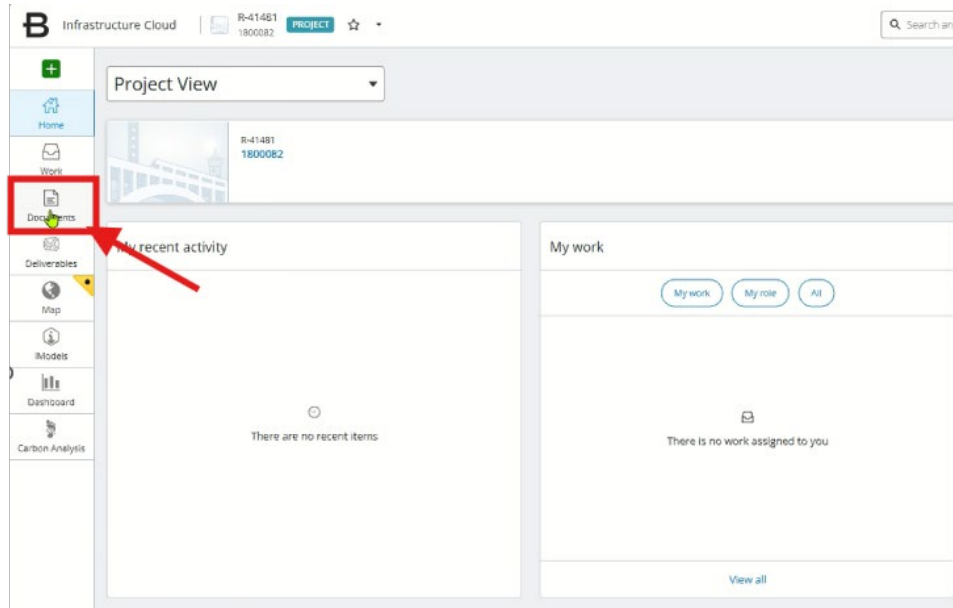 B Infrastructure Cloud
R-41481
1800082
PROJECT
Search an
Project View
Home
R-41481
1800082
Work
Documents
My recent activity
My work
Deliverables
My work My role All
Map
iModels
Dashboard
There are no recent items
There is no work assigned to you
Carbon Analysis
View all